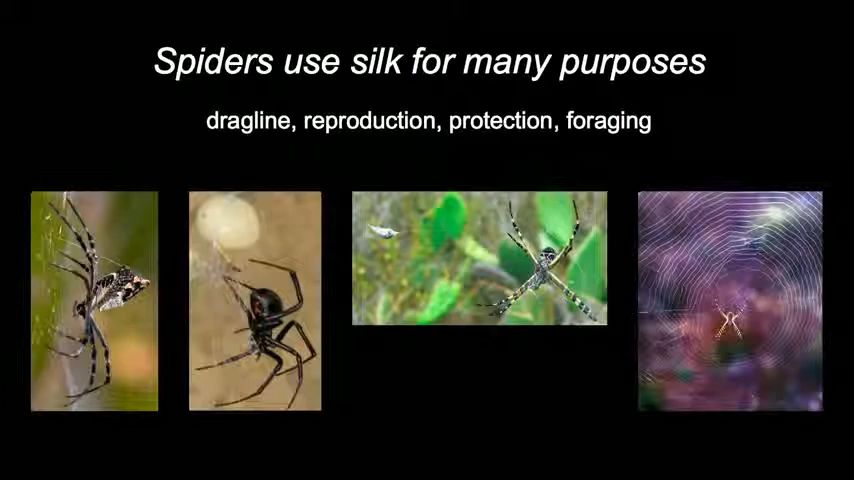 Spiders use silk for many purposes
dragline, reproduction, protection, foraging